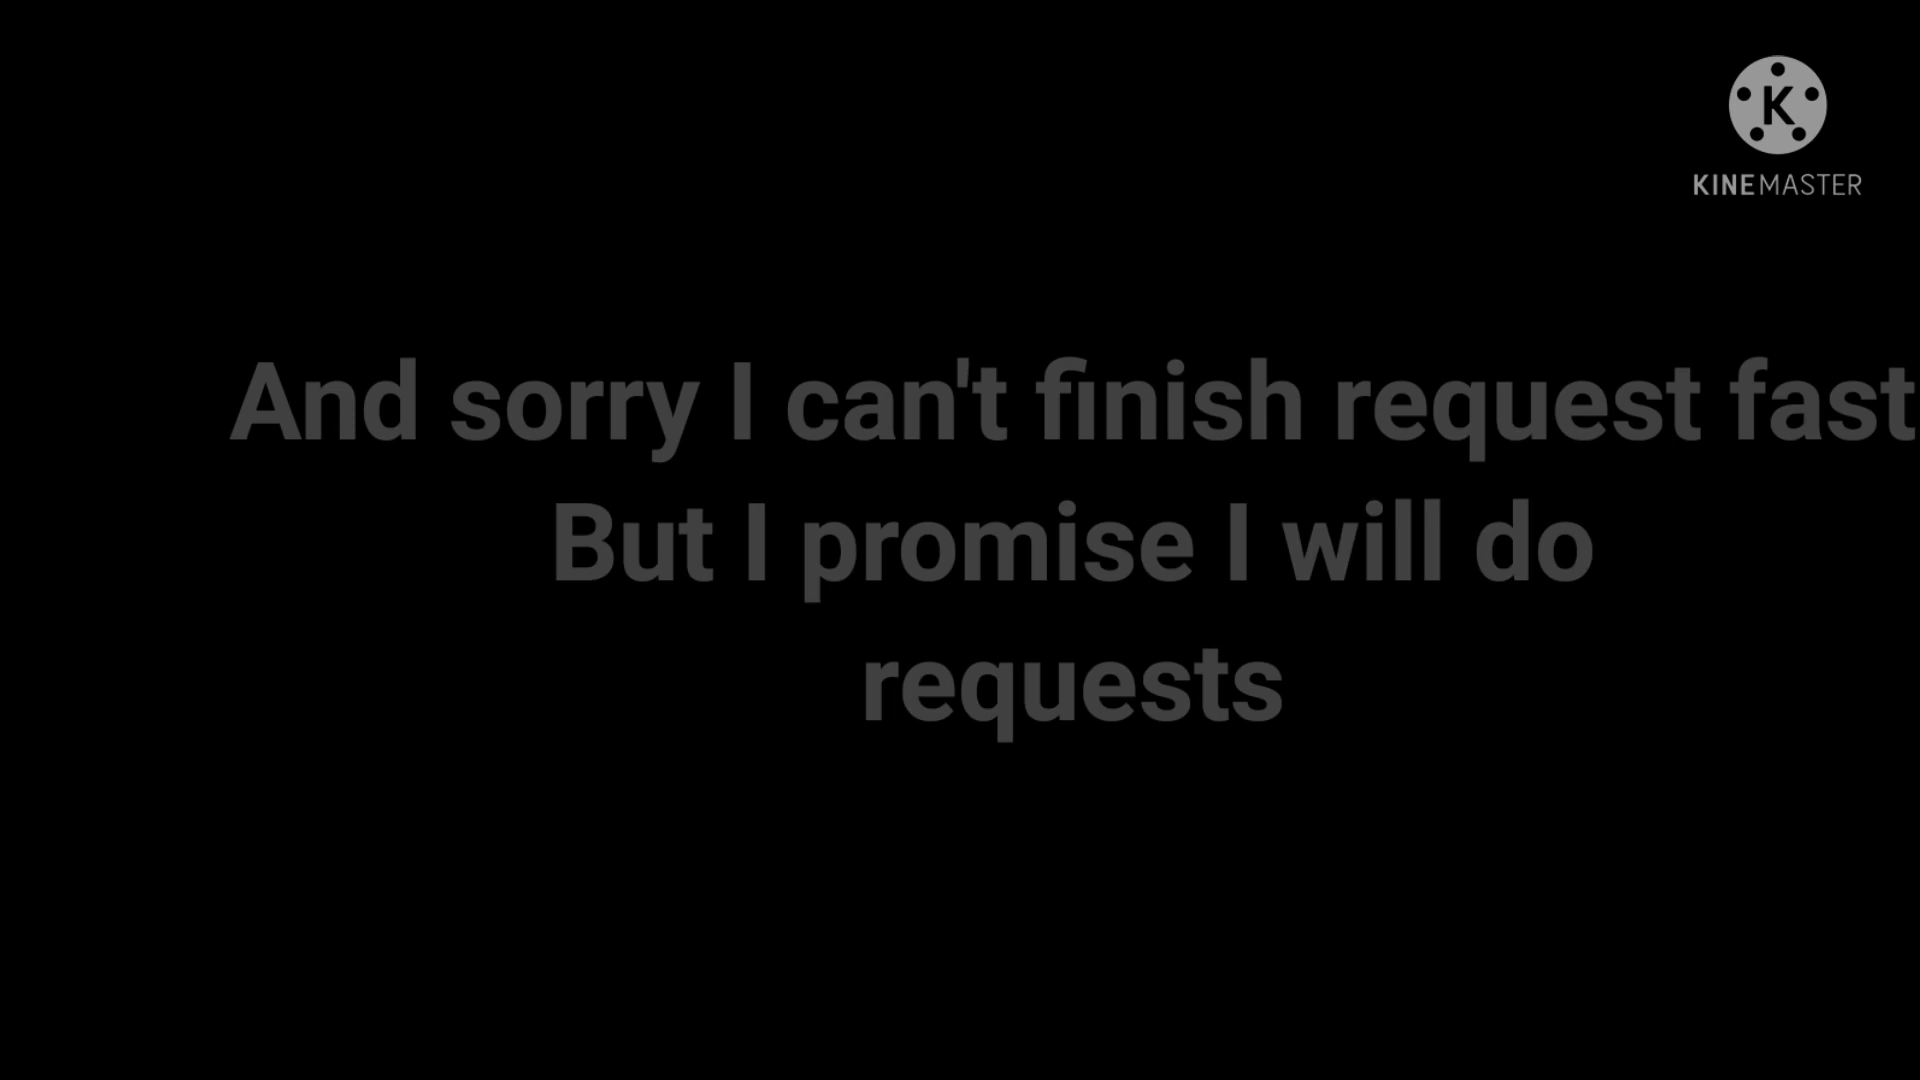 K
KINEMASTER
And sorry I can't finish request fast
But I promise I will do
requests